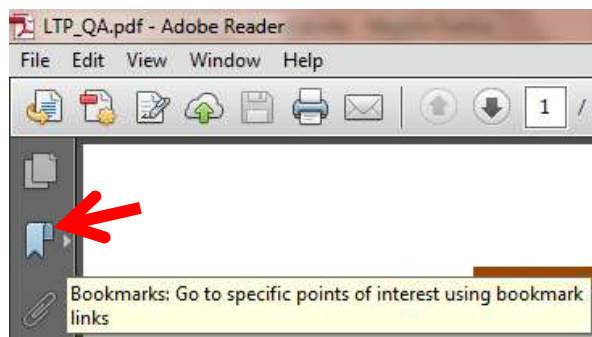 LTP_QA.pdf - Adobe Reader
File Edit View Window Help
1 /
Bookmarks: Go to specific points of interest using bookmark
links